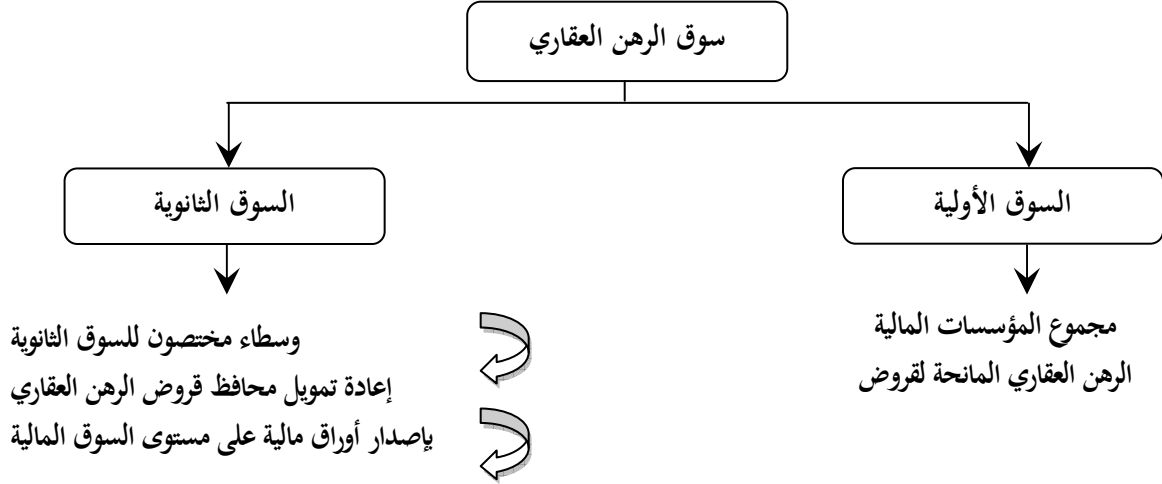 سوق الرهن العقاري
السوق الأولية
السوق الثانوية
مجموع المؤسسات المالية
الرهن العقاري المانحة لقروض
وسطاء مختصون للسوق الثانوية
إعادة تمويل محافظ قروض الرهن العقاري
بإصدار أوراق مالية على مستوى السوق المالية